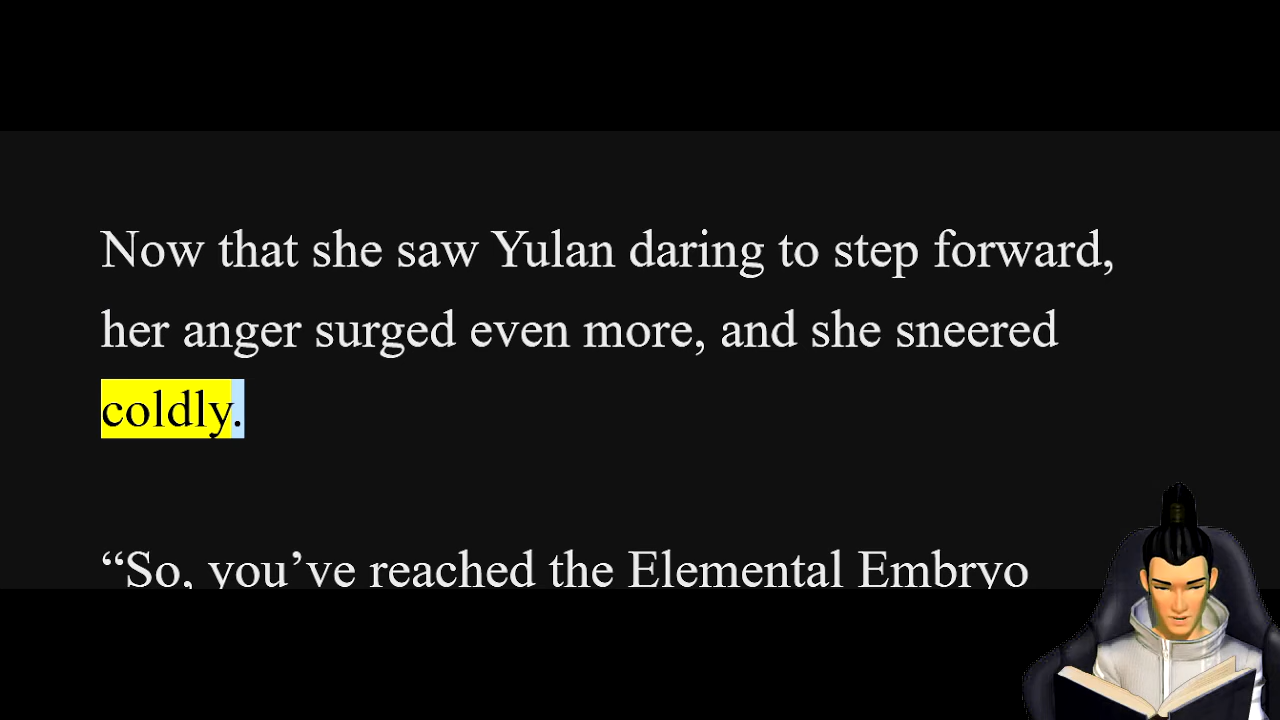 Now that she saw Yulan daring to step forward,
her anger surged even more, and she sneered
coldly.
“So, you’ve reached the Elemental Embryo